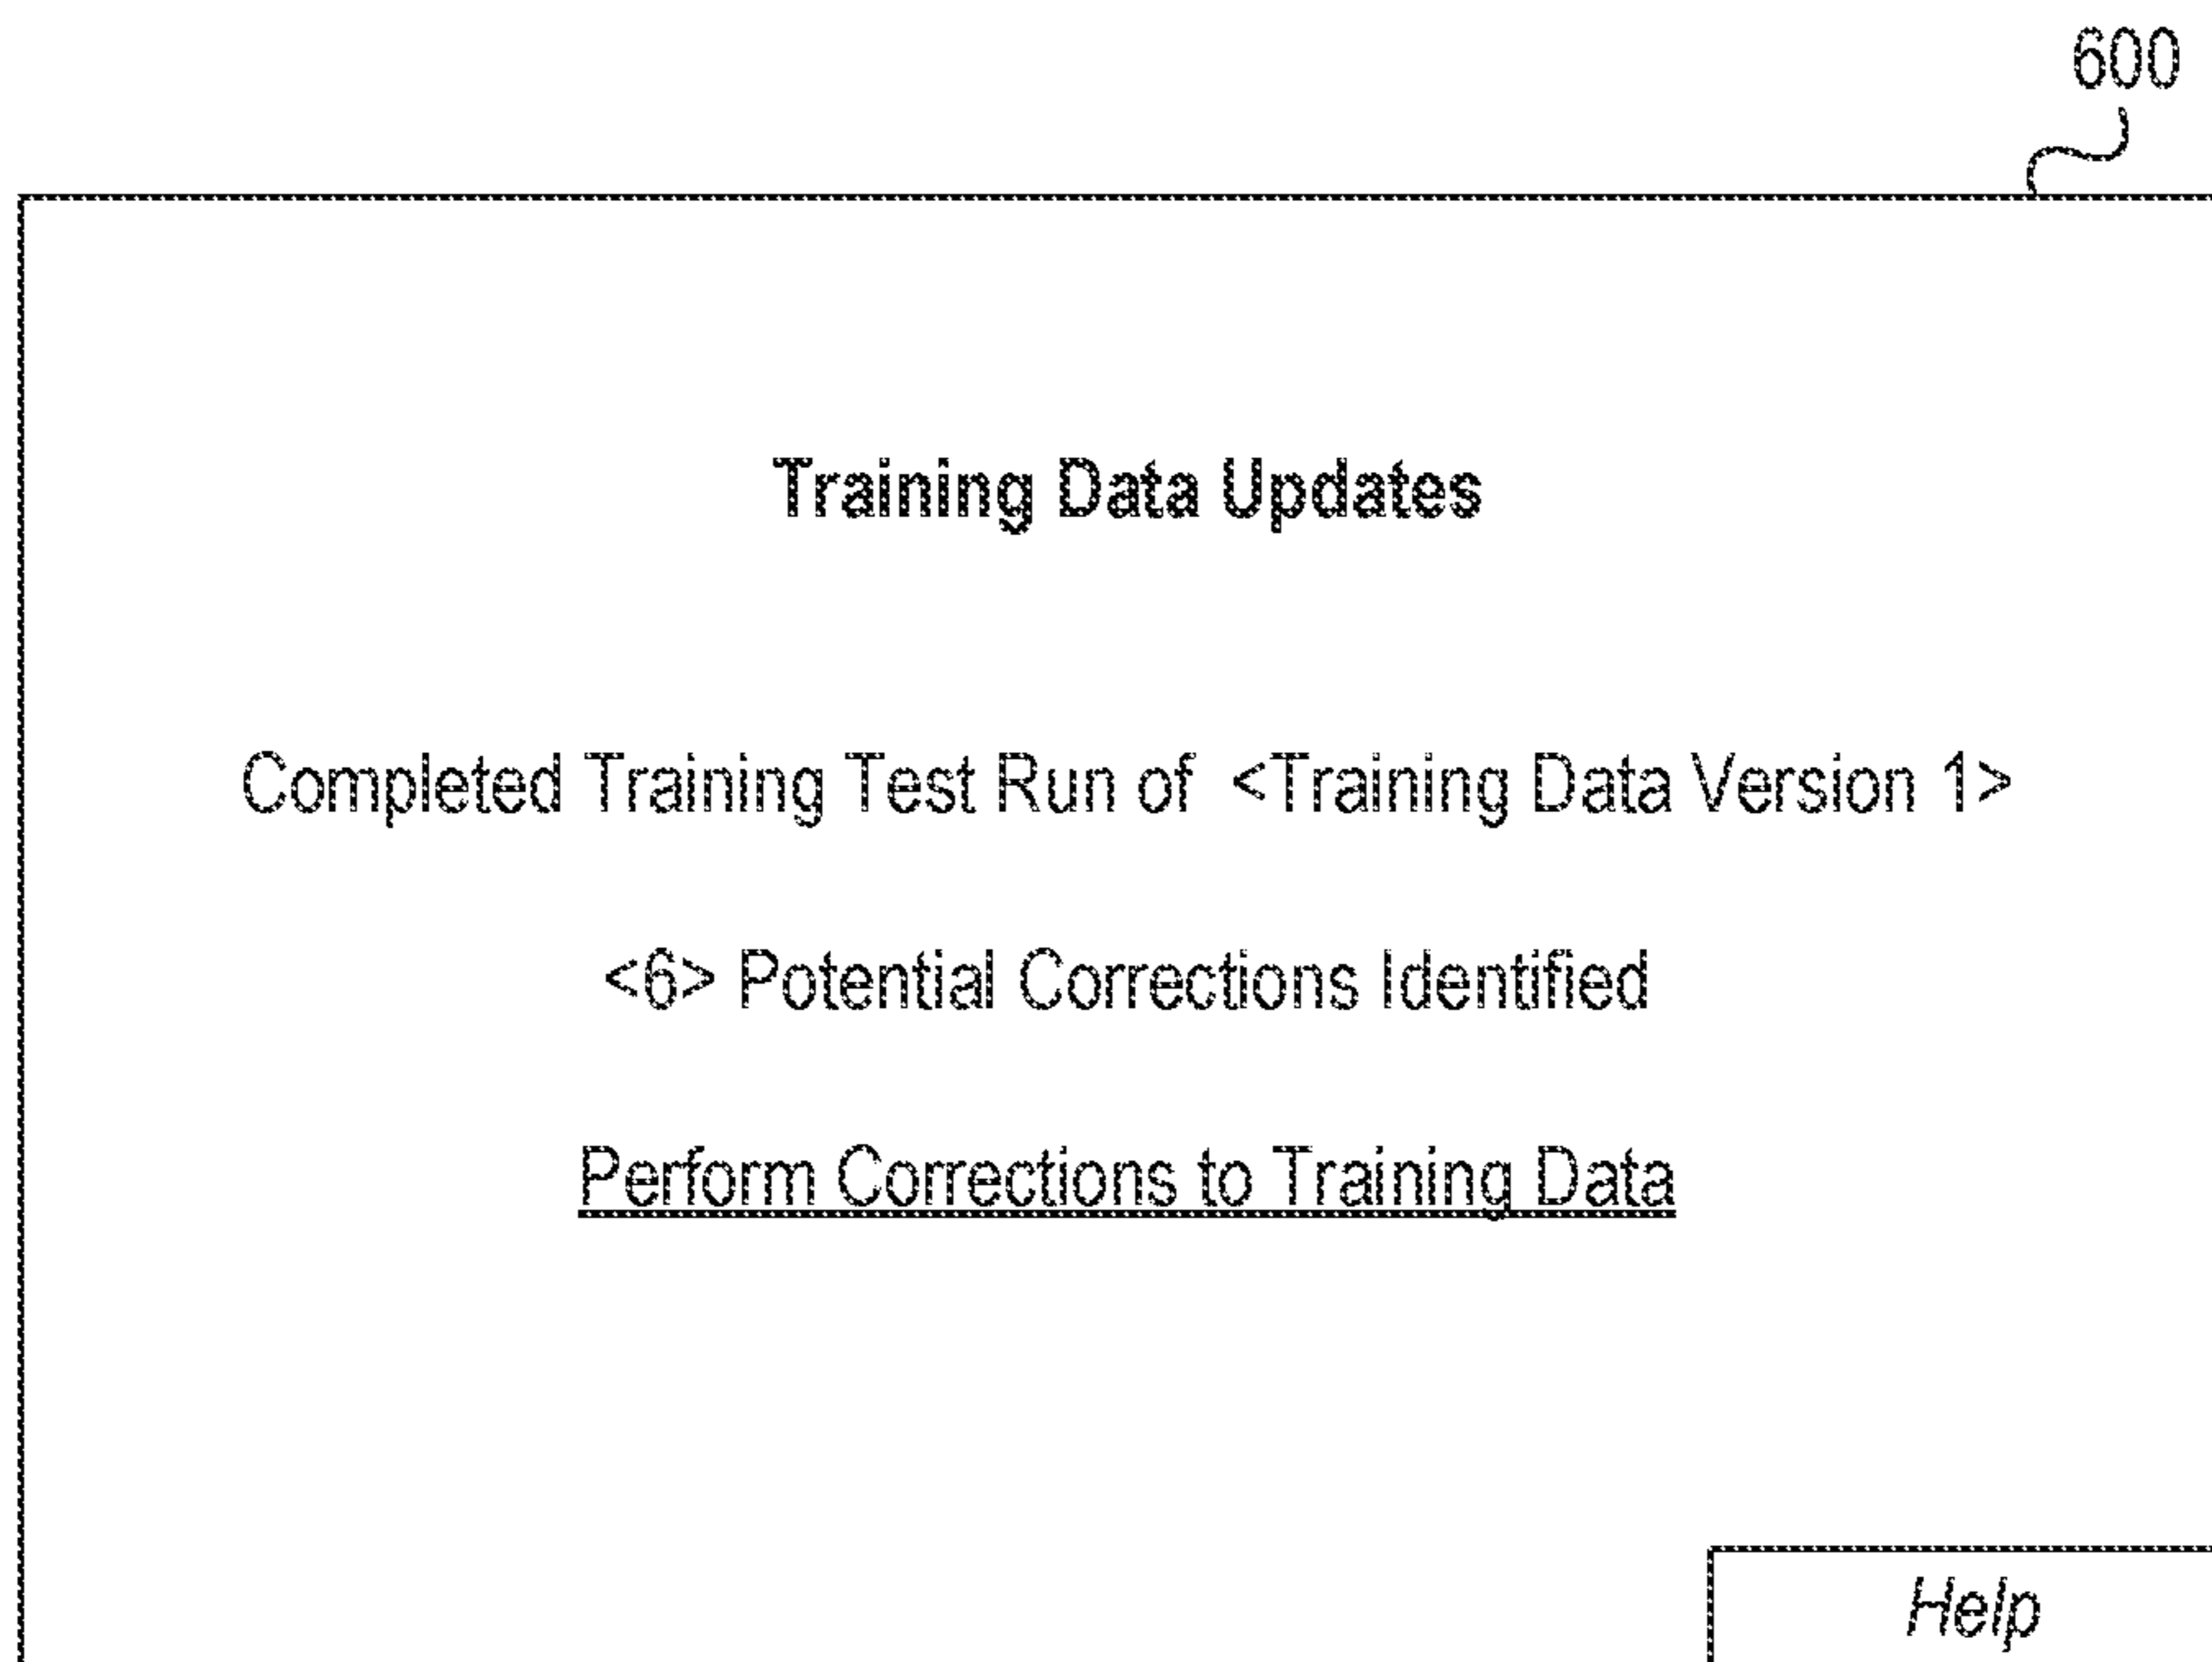 600
Training Data Updates
Completed Training Test Run of <Training Data Version 1>
<6> Potential Corrections Identified
Perform Corrections to Training Data
Help